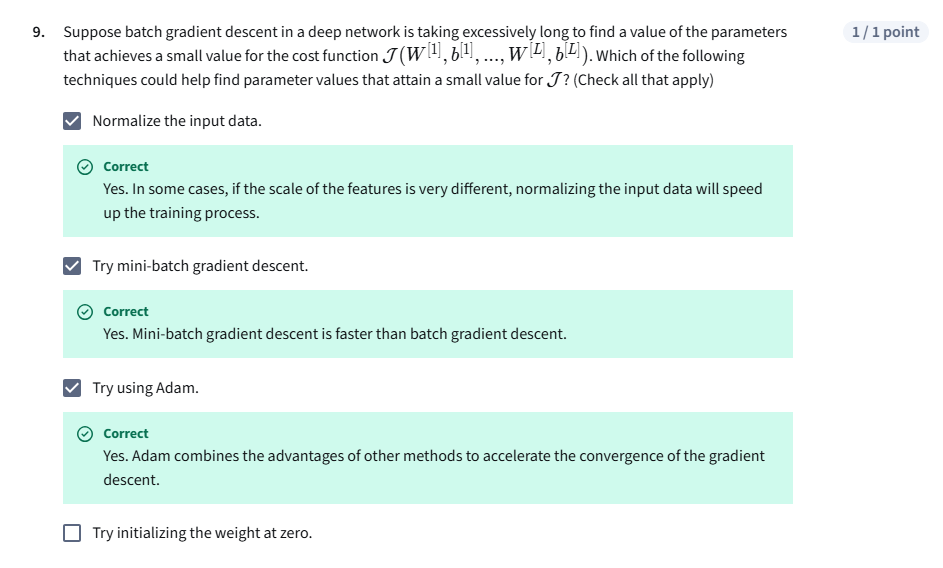 9. Suppose batch gradient descent in a deep network is taking excessively long to find a value of the parameters 1 / 1 point
that achieves a small value for the cost function 𝒥(W^[1], b^[1], ..., W^[L], b^[L]). Which of the following
techniques could help find parameter values that attain a small value for 𝒥? (Check all that apply)
Normalize the input data.
Correct
Yes. In some cases, if the scale of the features is very different, normalizing the input data will speed
up the training process.
Try mini-batch gradient descent.
Correct
Yes. Mini-batch gradient descent is faster than batch gradient descent.
Try using Adam.
Correct
Yes. Adam combines the advantages of other methods to accelerate the convergence of the gradient
descent.
Try initializing the weight at zero.